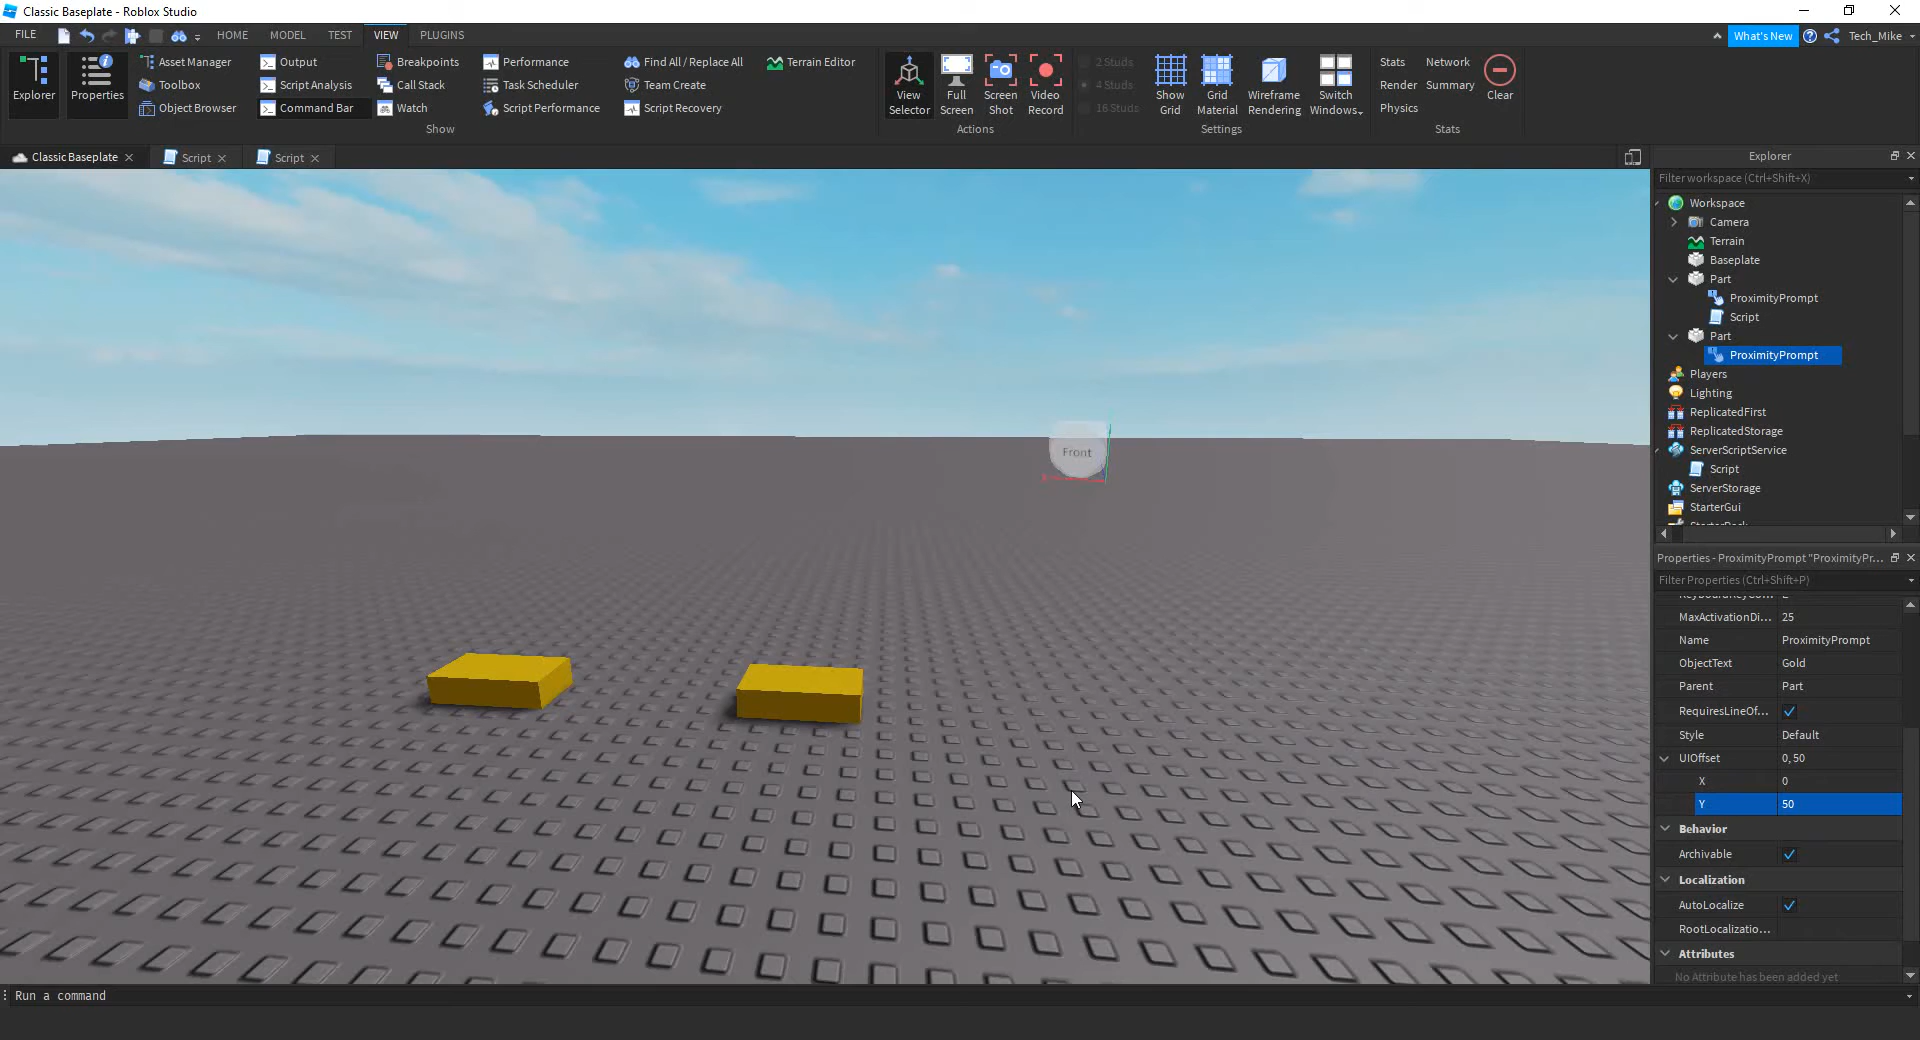 Classic Baseplate - Roblox Studio
FILE HOME MODEL TEST VIEW PLUGINS What's New Tech_Mike
Explorer
Properties
Asset Manager
Toolbox
Object Browser
Output
Script Analysis
Command Bar
Breakpoints
Call Stack
Watch
Performance
Task Scheduler
Script Performance
Find All / Replace All
Team Create
Script Recovery
Terrain Editor
Show
View Selector
Full Screen
Screen Shot
Video Record
Actions
2 Studs
4 Studs
16 Studs
Show Grid
Grid Material
Wireframe Rendering
Switch Windows
Settings
Stats Network
Render Summary
Physics
Clear
Stats
Classic Baseplate Script Script
Front
Explorer
Filter workspace (Ctrl+Shift+X)
Workspace
Camera
Terrain
Baseplate
Part
ProximityPrompt
Script
Part
ProximityPrompt
Players
Lighting
ReplicatedFirst
ReplicatedStorage
ServerScriptService
Script
ServerStorage
StarterGui
Properties - ProximityPrompt "ProximityPr...
Filter Properties (Ctrl+Shift+P)
MaxActivationDi... 25
Name ProximityPrompt
ObjectText Gold
Parent Part
RequiresLineOf...
Style Default
UIOffset 0, 50
X 0
Y 50
Behavior
Archivable
Localization
AutoLocalize
RootLocalizatio...
Attributes
No Attribute has been added yet
Run a command